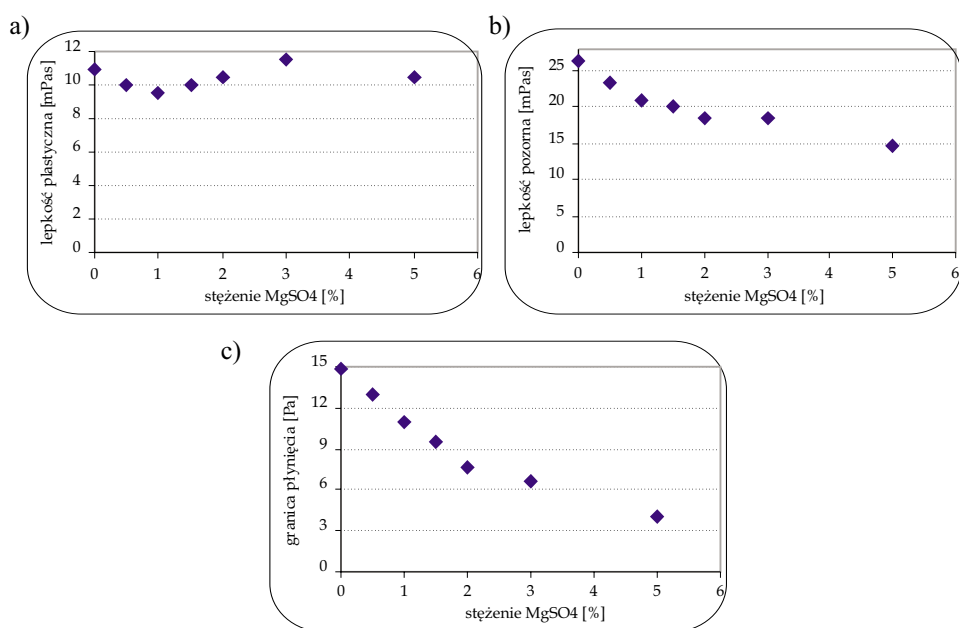 a)
lepkość plastyczna [mPas]
12
10
8
6
4
2
0
0 1 2 3 4 5 6
stężenie MgSO4 [%]
b)
lepkość pozorna [mPas]
25
20
15
10
5
0
0 1 2 3 4 5 6
stężenie MgSO4 [%]
c)
granica płynięcia [Pa]
15
12
9
6
3
0
0 1 2 3 4 5 6
stężenie MgSO4 [%]